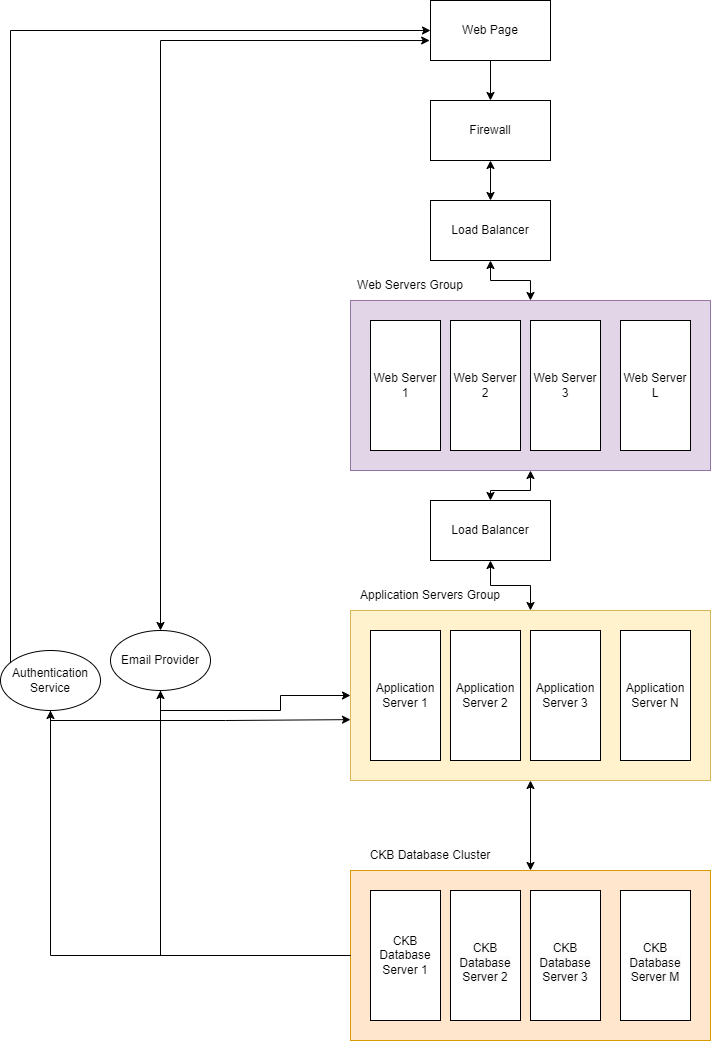 Web Page
Firewall
Load Balancer
Web Servers Group
Web Server
1
Web Server
2
Web Server
3
Web Server
L
Load Balancer
Application Servers Group
Authentication
Service
Email Provider
Application
Server 1
Application
Server 2
Application
Server 3
Application
Server N
CKB Database Cluster
CKB
Database
Server 1
CKB
Database
Server 2
CKB
Database
Server 3
CKB
Database
Server M